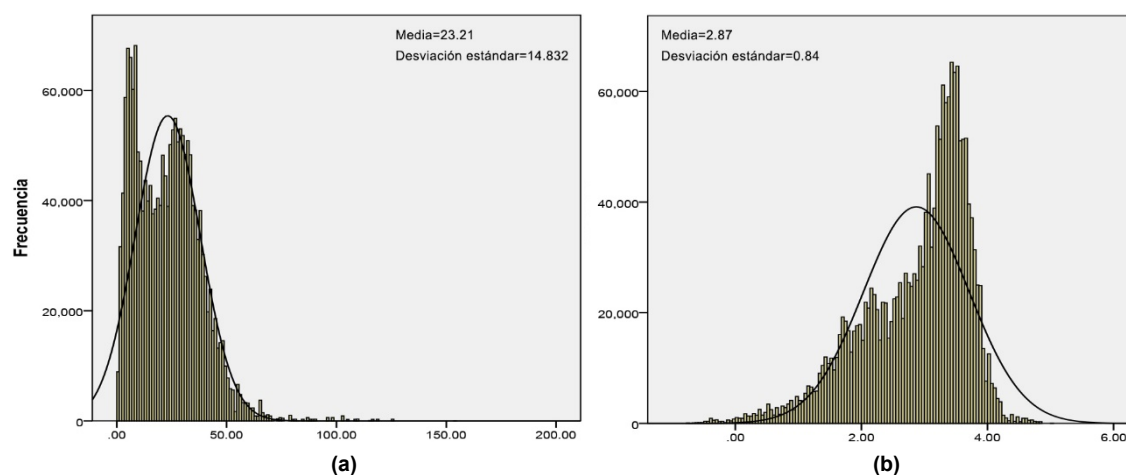 Media=23.21
Desviación estándar=14.832
60,000
40,000
20,000
0
Frecuencia
.00
50.00
100.00
150.00
200.00
(a)
Media=2.87
Desviación estándar=0.84
60,000
40,000
20,000
0
.00
2.00
4.00
6.00
(b)